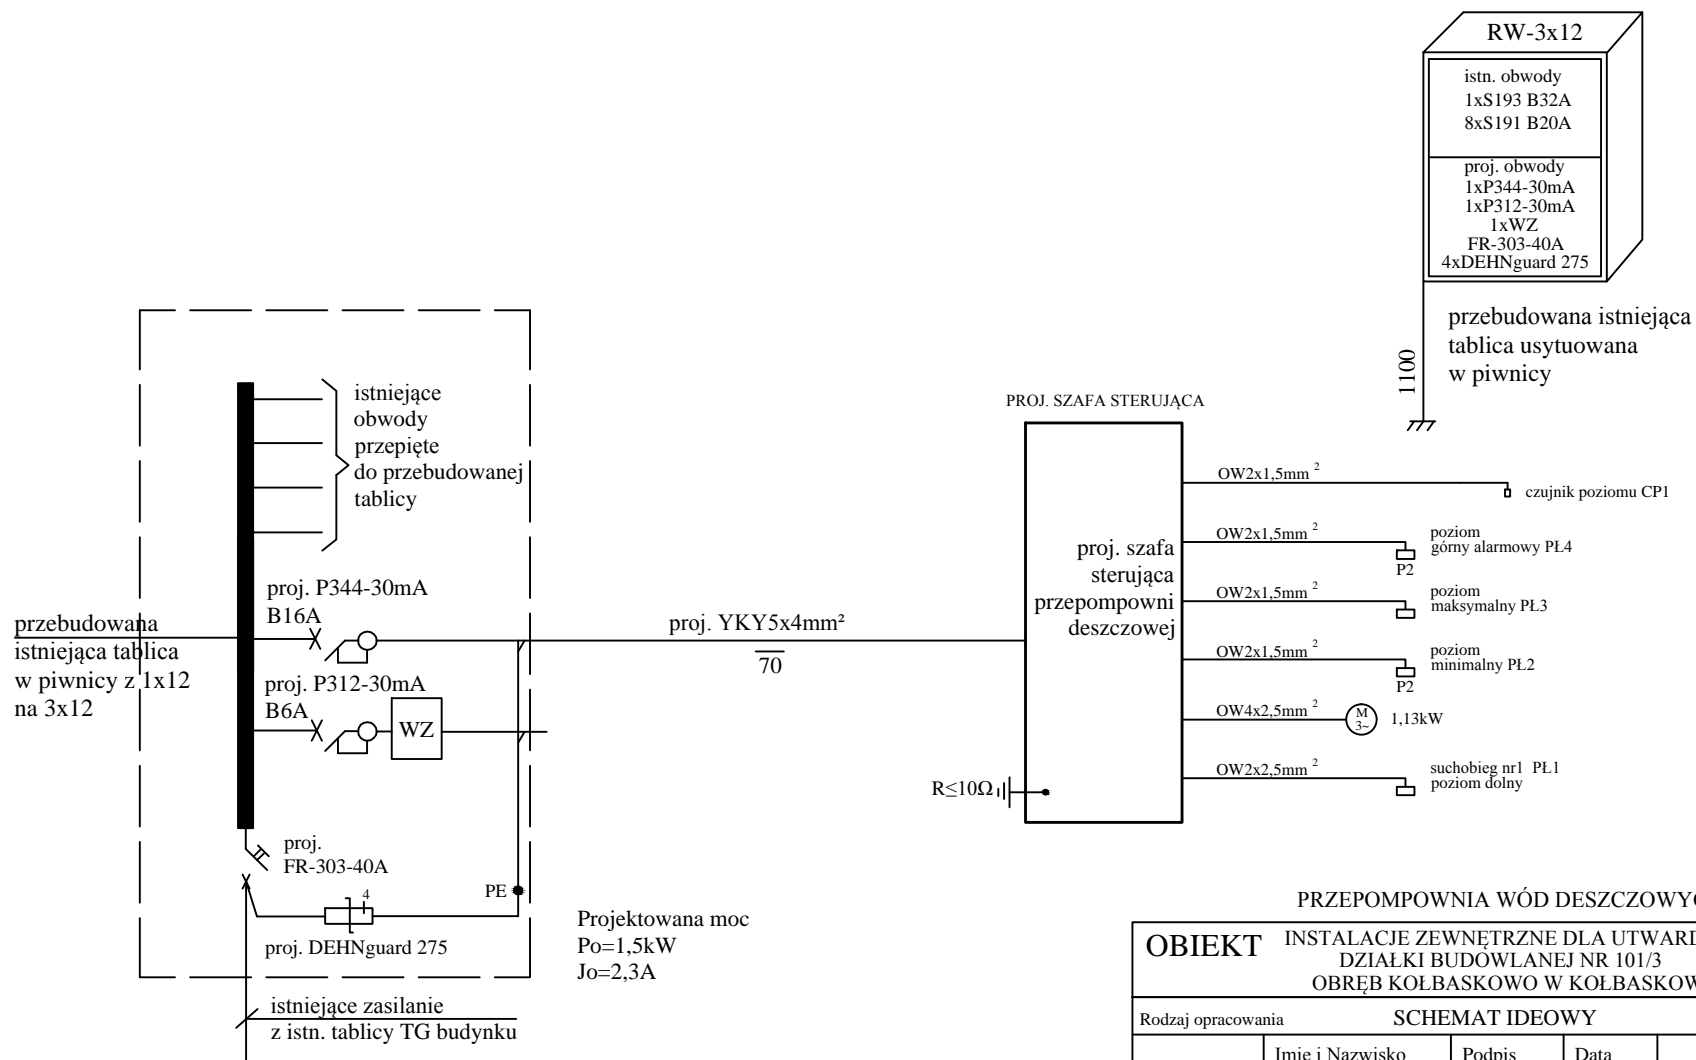 RW-3x12
istn. obwody
1xS193 B32A
8xS191 B20A
proj. obwody
1xP344-30mA
1xP312-30mA
1xWZ
FR-303-40A
4xDEHNguard 275
1100
przebudowana istniejąca
tablica usytuowana
w piwnicy
istniejące
obwody
przepięte
do przebudowanej
tablicy
proj. P344-30mA
B16A
przebudowana
istniejąca tablica
w piwnicy z 1x12
na 3x12
proj. P312-30mA
B6A
WZ
proj. YKY5x4mm²
70
proj.
FR-303-40A
PE
4
proj. DEHNguard 275
istniejące zasilanie
z istn. tablicy TG budynku
Projektowana moc
Po=1,5kW
Jo=2,3A
PROJ. SZAFA STERUJĄCA
proj. szafa
sterująca
przepompowni
deszczowej
R≤10Ω
OW2x1,5mm 2
czujnik poziomu CP1
OW2x1,5mm 2
P2
poziom
górny alarmowy PŁ4
OW2x1,5mm 2
poziom
maksymalny PŁ3
OW2x1,5mm 2
P2
poziom
minimalny PŁ2
OW4x2,5mm 2
M
3~
1,13kW
OW2x2,5mm 2
suchobieg nr1 PŁ1
poziom dolny
PRZEPOMPOWNIA WÓD
OBIEKT
INSTALACJE ZEWNĘTRZNE DLA
DZIAŁKI BUDOWLANEJ NR 101/3
OBRĘB KOŁBASKOWO W
Rodzaj opracowania
SCHEMAT IDEOWY
Imię i Nazwisko
Podpis
Data